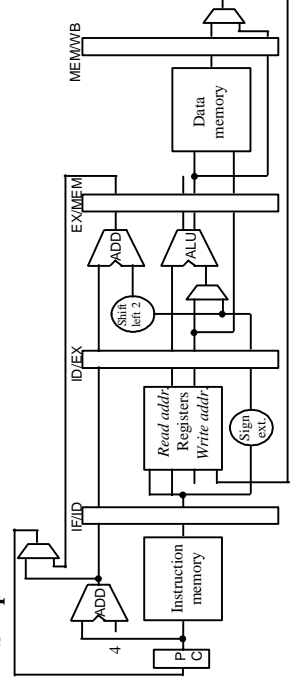 4
P
C
ADD
Instruction
memory
IF/ID
Read addr.
Registers
Write addr.
Sign
ext.
ID/EX
Shift
left 2
ADD
ALU
EX/MEM
Data
memory
MEM/WB